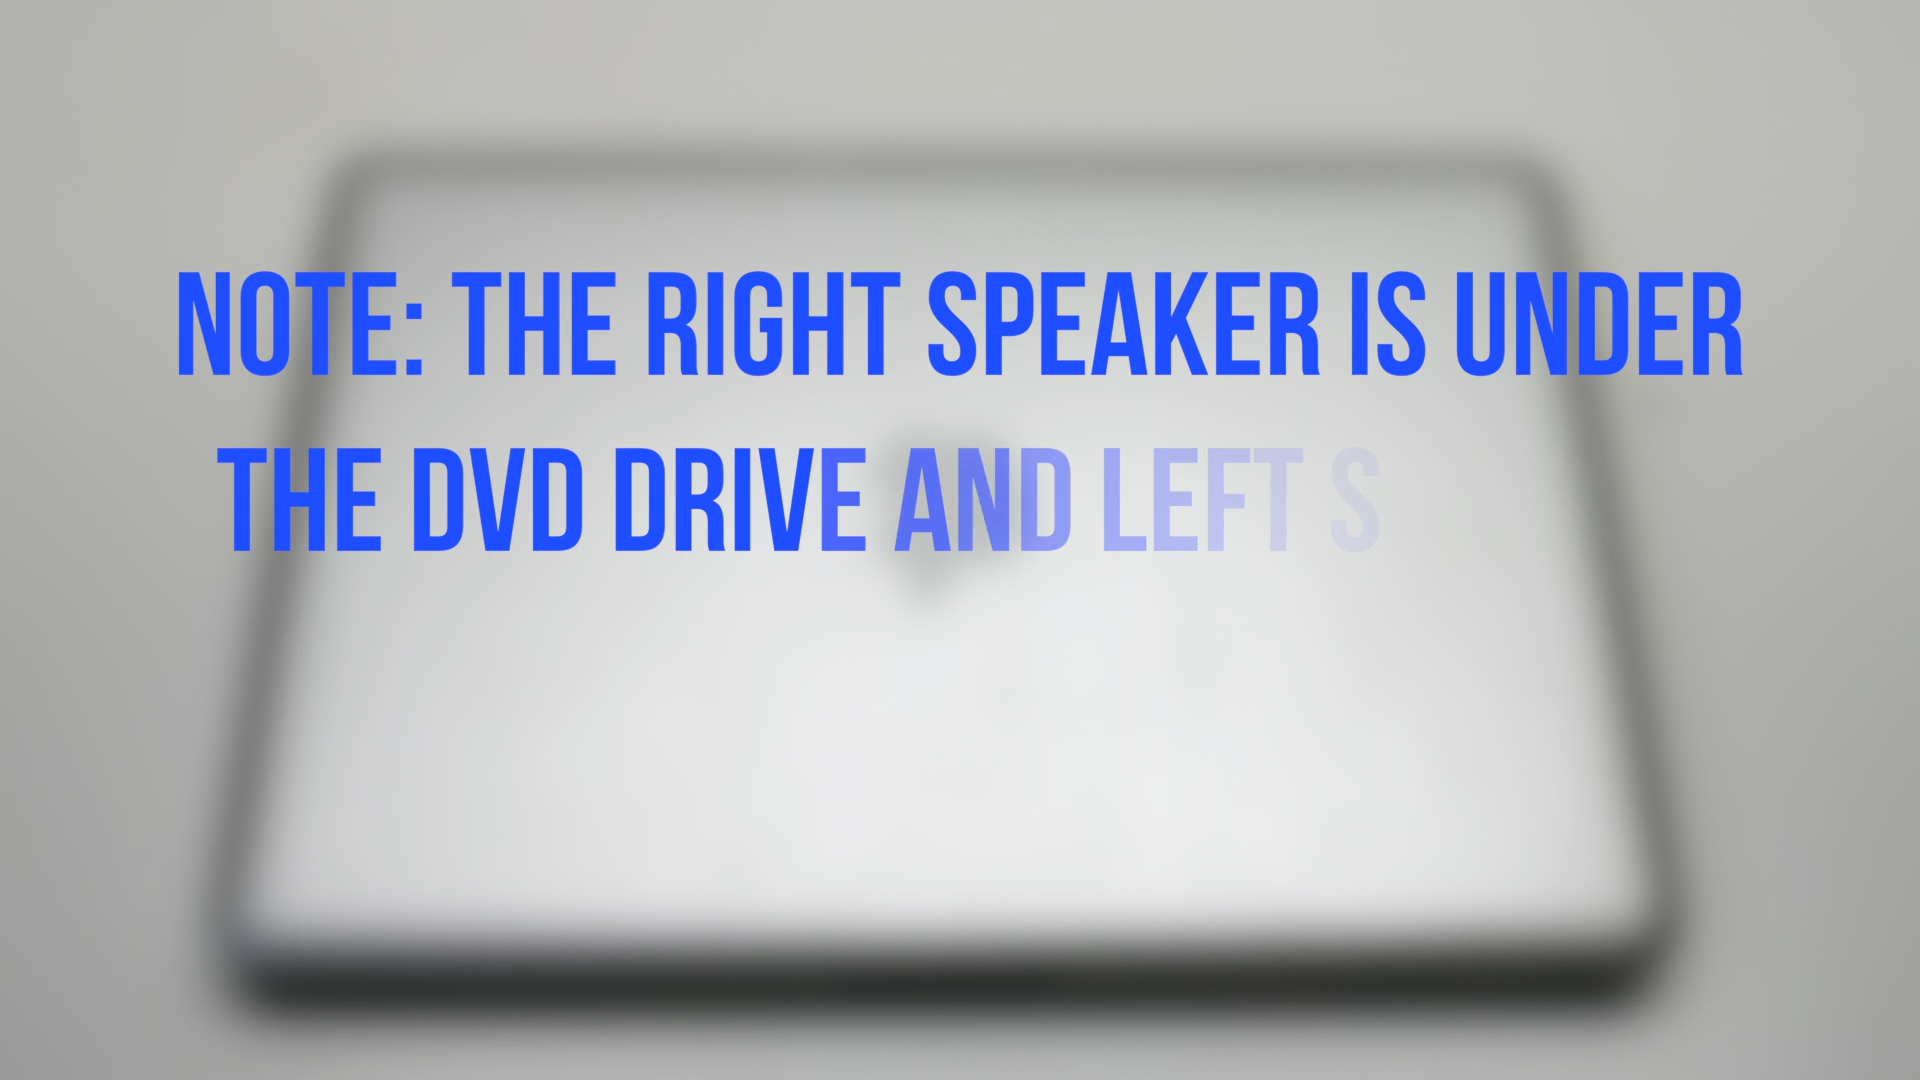 NOTE: THE RIGHT SPEAKER IS UNDER
THE DVD DRIVE AND LEFT S